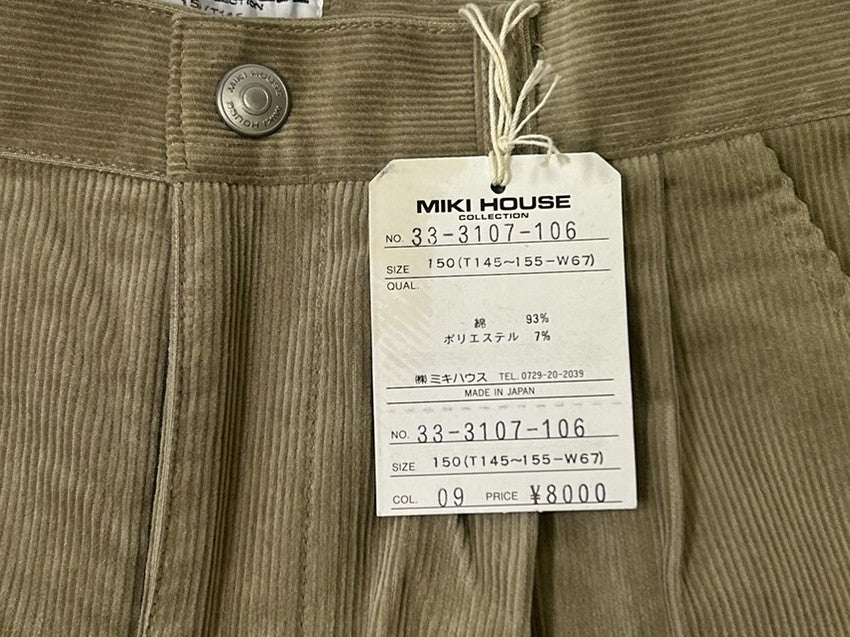 MIKI HOUSE
MIKI HOUSE
MIKI HOUSE
COLLECTION
NO. 33-3107-106
SIZE 150(T145~155-W67)
QUAL.
綿 93%
ポリエステル 7%
㈱ミキハウス TEL.0729-20-2039
MADE IN JAPAN
NO. 33-3107-106
SIZE 150(T145~155-W67)
COL. 09 PRICE ¥8000